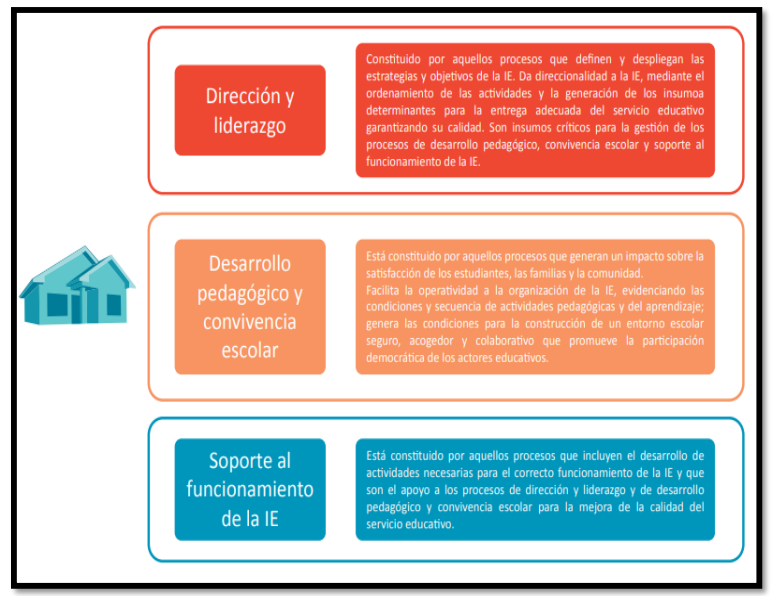 Dirección y
liderazgo
Constituido por aquellos procesos que definen y despliegan las
estrategias y objetivos de la IE. Da direccionalidad a la IE, mediante el
ordenamiento de las actividades y la generación de los insumoa
determinantes para la entrega adecuada del servicio educativo
garantizando su calidad. Son insumos críticos para la gestión de los
procesos de desarrollo pedagógico, convivencia escolar y soporte al
funcionamiento de la IE.
Desarrollo
pedagógico y
convivencia
escolar
Está constituido por aquellos procesos que generan un impacto sobre la
satisfacción de los estudiantes, las familias y la comunidad.
Facilita la operatividad a la organización de la IE, evidenciando las
condiciones y secuencia de actividades pedagógicas y del aprendizaje;
genera las condiciones para la construcción de un entorno escolar
seguro, acogedor y colaborativo que promueve la participación
democrática de los actores educativos.
Soporte al
funcionamiento
de la IE
Está constituido por aquellos procesos que incluyen el desarrollo de
actividades necesarias para el correcto funcionamiento de la IE y que
son el apoyo a los procesos de dirección y liderazgo y de desarrollo
pedagógico y convivencia escolar para la mejora de la calidad del
servicio educativo.